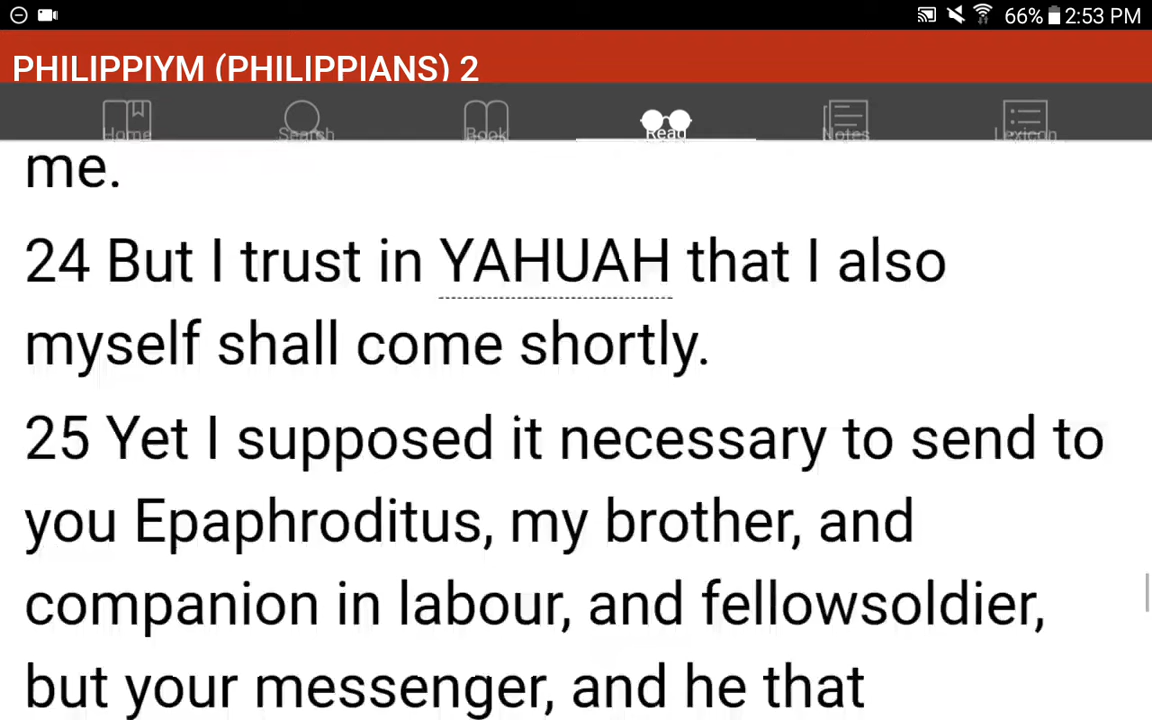 66% 2:53 PM
PHILIPPIYM (PHILIPPIANS) 2
Home Search Book Read Notes Lexicon
me.
24 But I trust in YAHUAH that I also
myself shall come shortly.
25 Yet I supposed it necessary to send to
you Epaphroditus, my brother, and
companion in labour, and fellowsoldier,
but your messenger, and he that